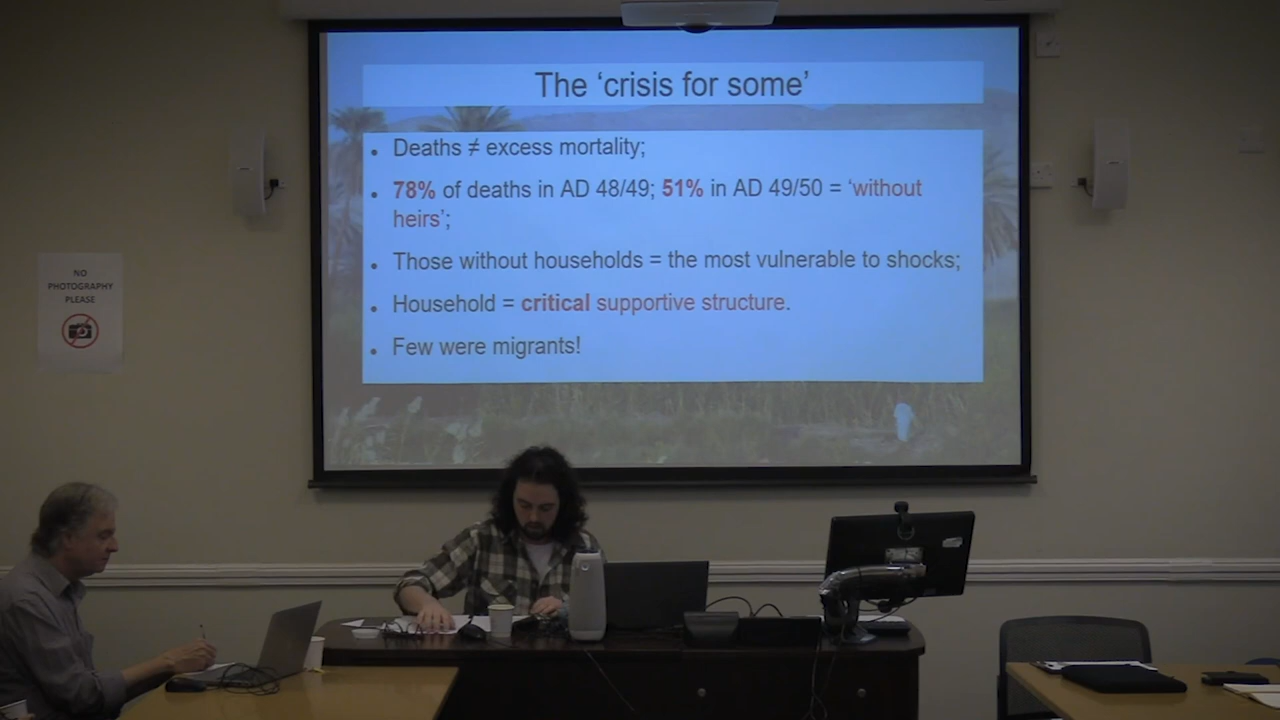 The ‘crisis for some’
Deaths ≠ excess mortality;
78% of deaths in AD 48/49; 51% in AD 49/50 = ‘without
heirs’;
Those without households = the most vulnerable to shocks;
Household = critical supportive structure.
Few were migrants!
NO
PHOTOGRAPHY
PLEASE